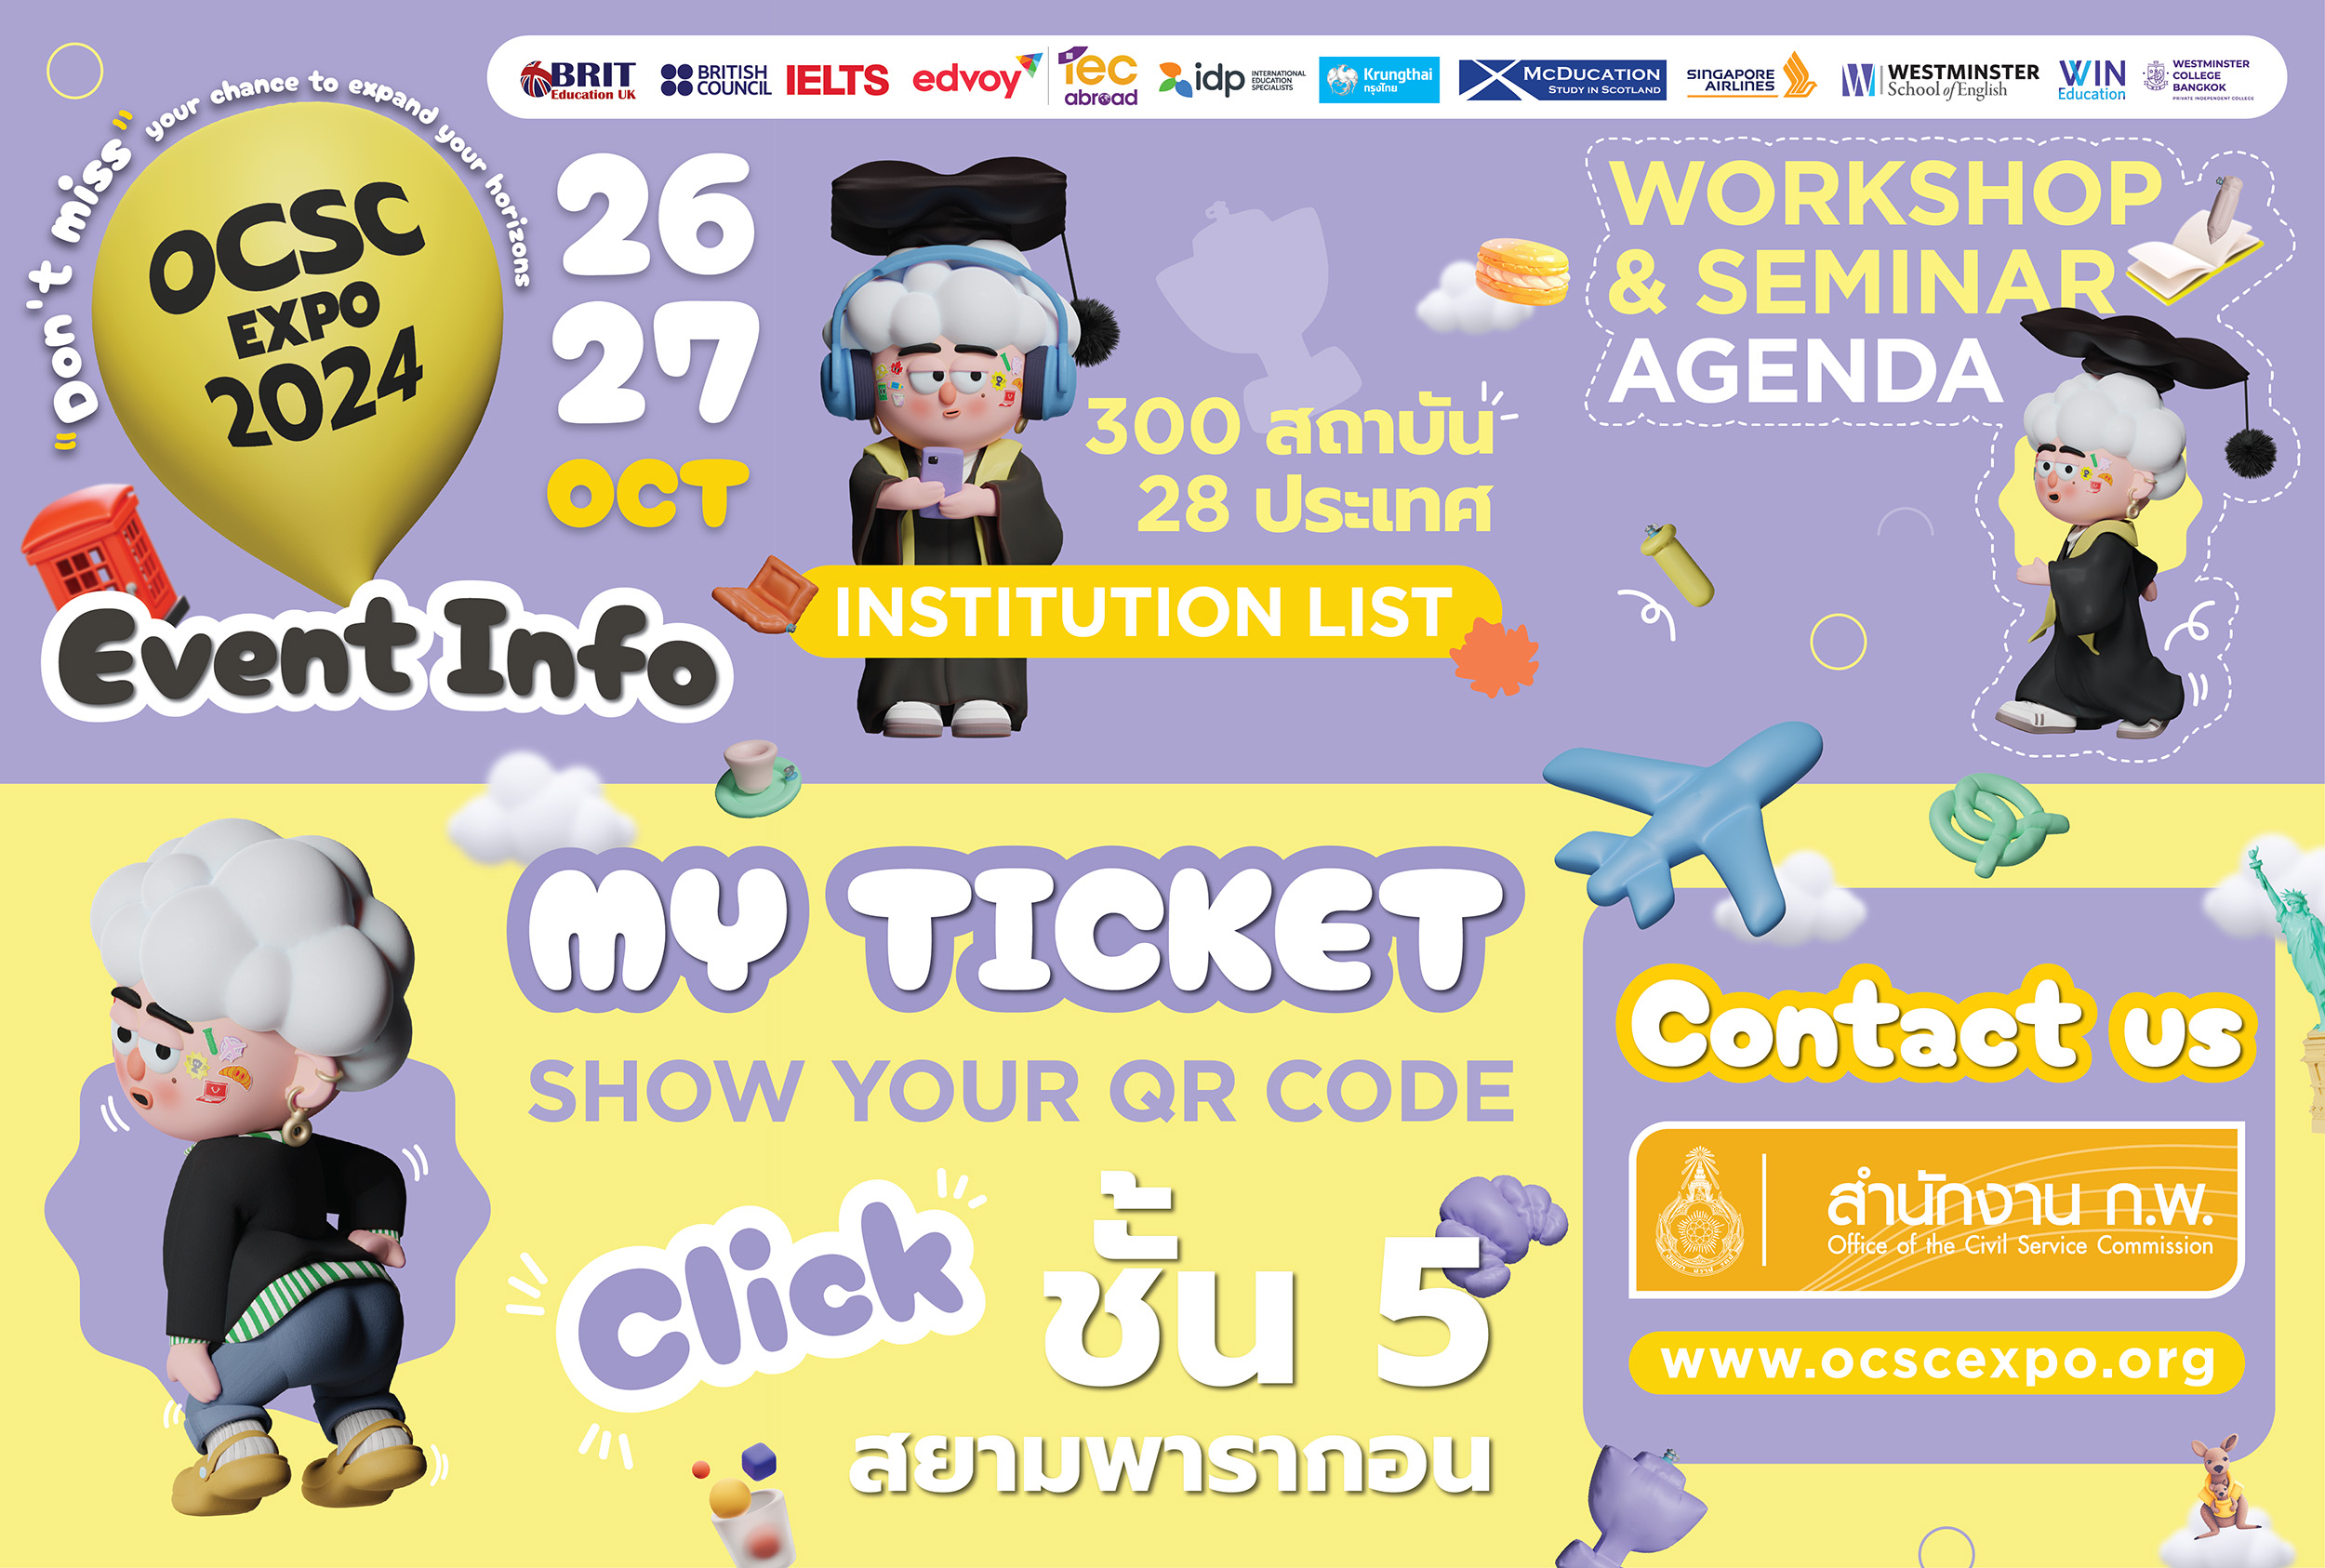 BRIT
Education UK
BRITISH
COUNCIL
IELTS
edvoy
iec
abroad
idp
INTERNATIONAL
EDUCATION
SPECIALISTS
Krungthai
กรุงไทย
McDUCATION
STUDY IN SCOTLAND
SINGAPORE
AIRLINES
WESTMINSTER
School of English
WIN
Education
WESTMINSTER
COLLEGE
BANGKOK
PRIVATE INDEPENDENT COLLEGE
"Don't miss" your chance to expand your horizons
OCSC
EXPO
2024
26
27
OCT
Event Info
300 สถาบัน
28 ประเทศ
INSTITUTION LIST
WORKSHOP
& SEMINAR
AGENDA
MY TICKET
SHOW YOUR QR CODE
Click
ชั้น 5
สยามพารากอน
Contact us
สำนักงาน ก.พ.
Office of the Civil Service Commission
www.ocscexpo.org